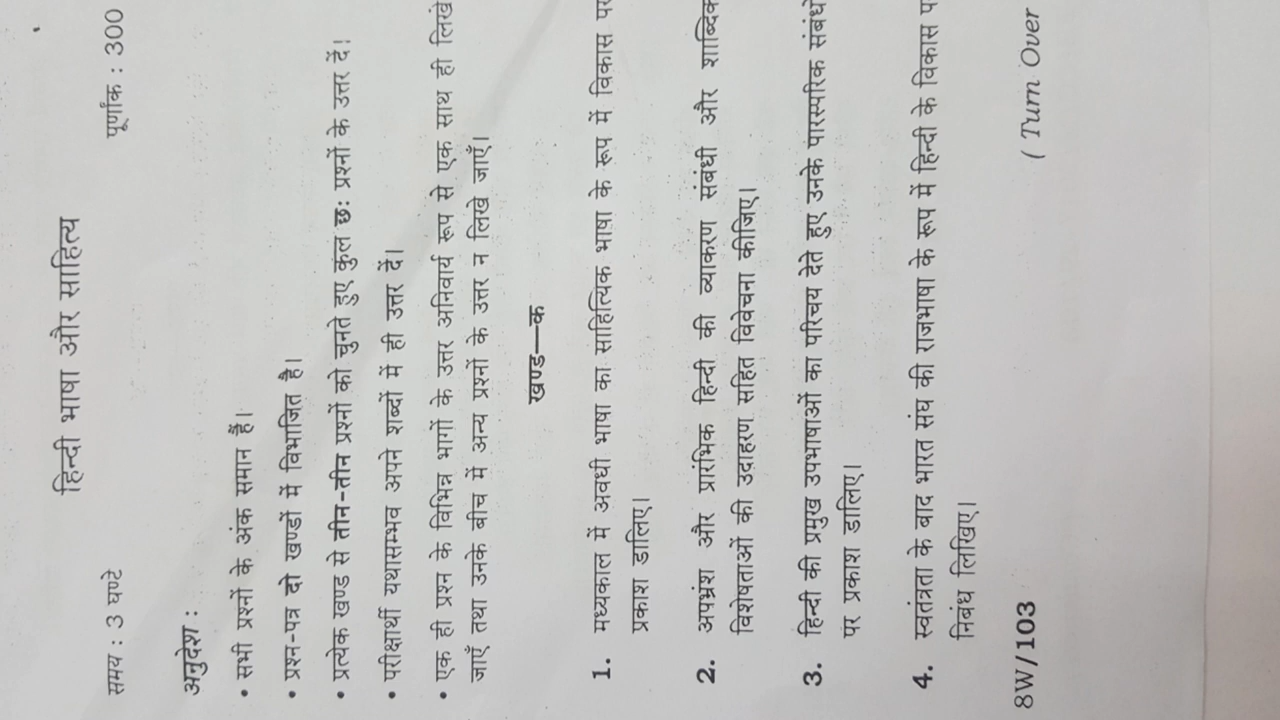 हिन्दी भाषा और साहित्य
समय : 3 घण्टे पूर्णांक : 300
अनुदेश :
• सभी प्रश्नों के अंक समान हैं।
• प्रश्न-पत्र दो खण्डों में विभाजित है।
• प्रत्येक खण्ड से तीन-तीन प्रश्नों को चुनते हुए कुल छः प्रश्नों के उत्तर दें।
• परीक्षार्थी यथासम्भव अपने शब्दों में ही उत्तर दें।
• एक ही प्रश्न के विभिन्न भागों के उत्तर अनिवार्य रूप से एक साथ ही लिखे
जाएँ तथा उनके बीच में अन्य प्रश्नों के उत्तर न लिखे जाएँ।
खण्ड—क
1. मध्यकाल में अवधी भाषा का साहित्यिक भाषा के रूप में विकास पर
प्रकाश डालिए।
2. अपभ्रंश और प्रारंभिक हिन्दी की व्याकरण संबंधी और शाब्दिक
विशेषताओं की उदाहरण सहित विवेचना कीजिए।
3. हिन्दी की प्रमुख उपभाषाओं का परिचय देते हुए उनके पारस्परिक संबंधों
पर प्रकाश डालिए।
4. स्वतंत्रता के बाद भारत संघ की राजभाषा के रूप में हिन्दी के विकास
निबंध लिखिए।
8W/103 ( Turn Over